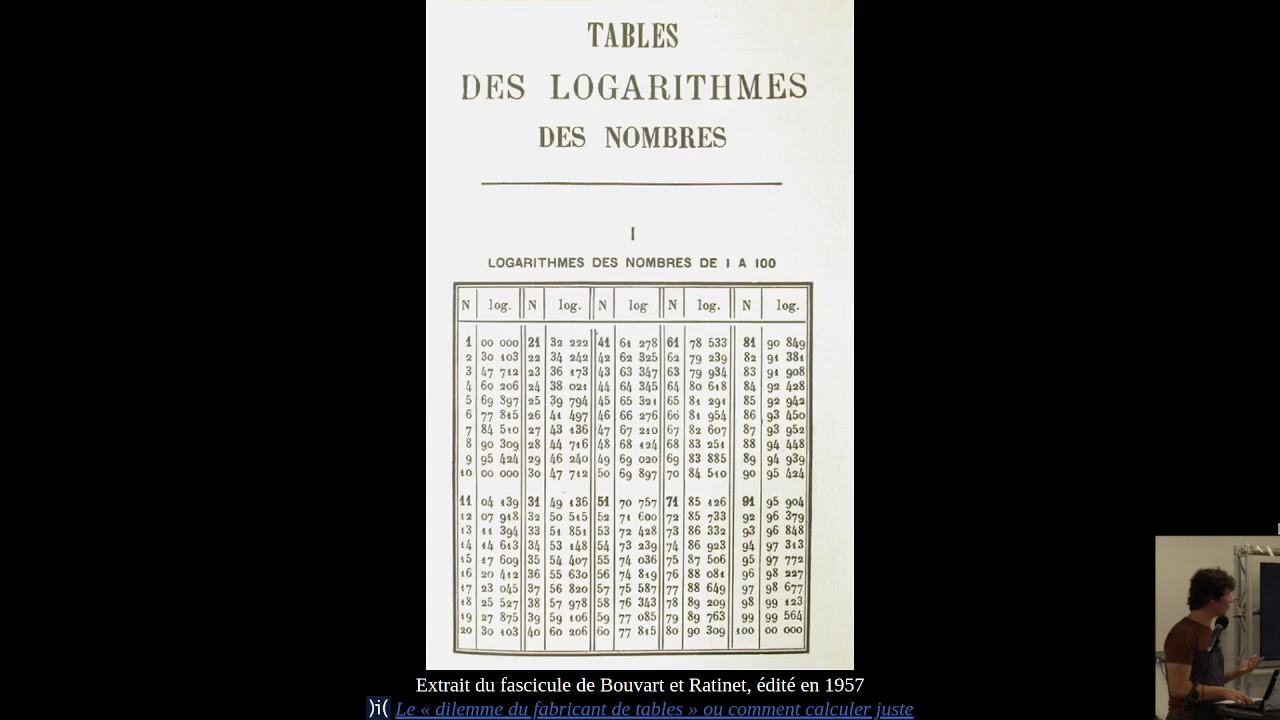 TABLES
DES LOGARITHMES
DES NOMBRES
I
LOGARITHMES DES NOMBRES DE 1 A 100
N log. N log. N log N log. N log.
1 00 000 21 32 222 41 61 278 61 78 533 81 90 849
2 30 103 22 34 242 42 62 325 62 79 239 82 91 381
3 47 712 23 36 173 43 63 347 63 79 934 83 91 908
4 60 206 24 38 021 44 64 345 64 80 618 84 92 428
5 69 897 25 39 794 45 65 321 65 81 291 85 92 942
6 77 815 26 41 497 46 66 276 66 81 954 86 93 450
7 84 510 27 43 136 47 67 210 67 82 607 87 93 952
8 90 309 28 44 716 48 68 124 68 83 251 88 94 448
9 95 424 29 46 240 49 69 020 69 83 885 89 94 939
10 00 000 30 47 712 50 69 897 70 84 510 90 95 424
11 04 139 31 49 136 51 70 757 71 85 126 91 95 904
12 07 918 32 50 515 52 71 600 72 85 733 92 96 379
13 11 394 33 51 851 53 72 428 73 86 332 93 96 848
14 14 613 34 53 148 54 73 239 74 86 923 94 97 313
15 17 609 35 54 407 55 74 036 75 87 506 95 97 772
16 20 412 36 55 630 56 74 819 76 88 081 96 98 227
17 23 045 37 56 820 57 75 587 77 88 649 97 98 677
18 25 527 38 57 978 58 76 343 78 89 209 98 99 123
19 27 875 39 59 106 59 77 085 79 89 763 99 99 564
20 30 103 40 60 206 60 77 815 80 90 309 100 00 000
Extrait du fascicule de Bouvart et Ratinet, édité en 1957
)i( Le « dilemme du fabricant de tables » ou comment calculer juste